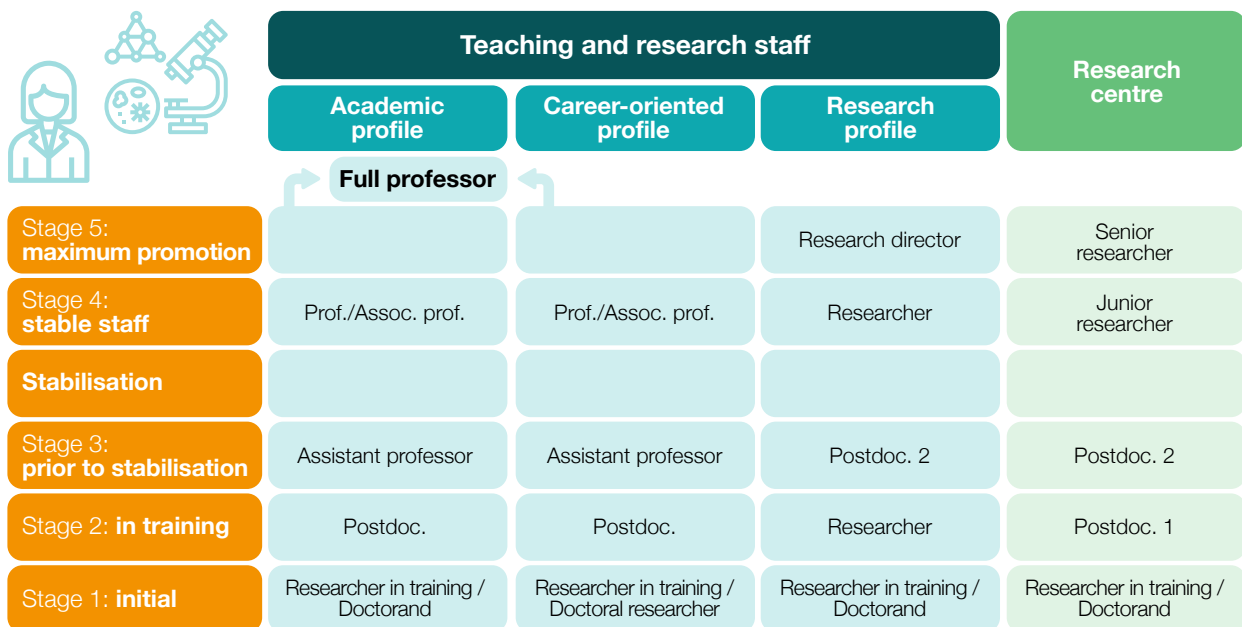 Teaching and research staff
Research
centre
Academic
profile
Career-oriented
profile
Research
profile
Full professor
Stage 5:
maximum promotion
Research director
Senior
researcher
Stage 4:
stable staff
Prof./Assoc. prof.
Prof./Assoc. prof.
Researcher
Junior
researcher
Stabilisation
Stage 3:
prior to stabilisation
Assistant professor
Assistant professor
Postdoc. 2
Postdoc. 2
Stage 2: in training
Postdoc.
Postdoc.
Researcher
Postdoc. 1
Stage 1: initial
Researcher in training /
Doctorand
Researcher in training /
Doctoral researcher
Researcher in training /
Doctorand
Researcher in training /
Doctorand